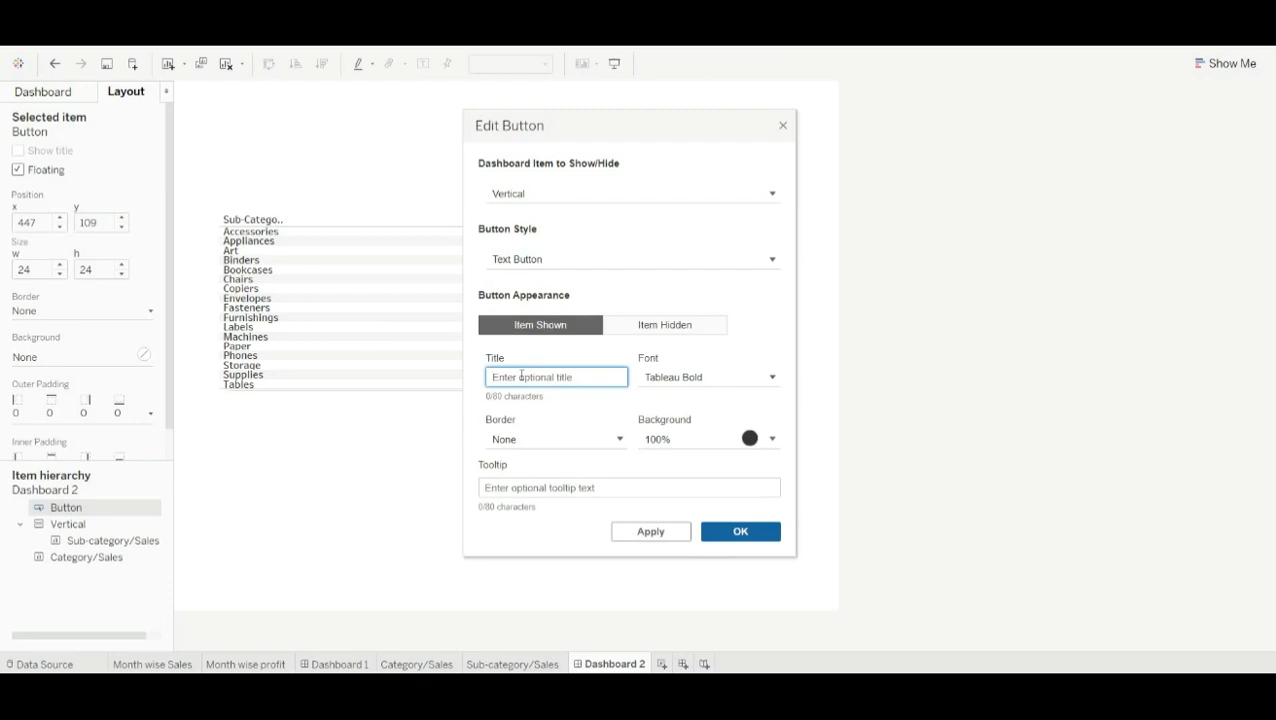 Show Me
Dashboard
Layout
Selected item
Button
Show title
Floating
Position
x
y
447
109
Size
w
h
24
24
Border
None
Background
None
Outer Padding
0
0
0
0
Inner Padding
Item hierarchy
Dashboard 2
Button
Vertical
Sub-category/Sales
Category/Sales
Sub-Catego..
Accessories
Appliances
Art
Binders
Bookcases
Chairs
Copiers
Envelopes
Fasteners
Furnishings
Labels
Machines
Paper
Phones
Storage
Supplies
Tables
Edit Button
Dashboard Item to Show/Hide
Vertical
Button Style
Text Button
Button Appearance
Item Shown
Item Hidden
Title
Font
Enter optional title
Tableau Bold
0/80 characters
Border
Background
None
100%
Tooltip
Enter optional tooltip text
0/80 characters
Apply
OK
Data Source
Month wise Sales
Month wise profit
Dashboard 1
Category/Sales
Sub-category/Sales
Dashboard 2